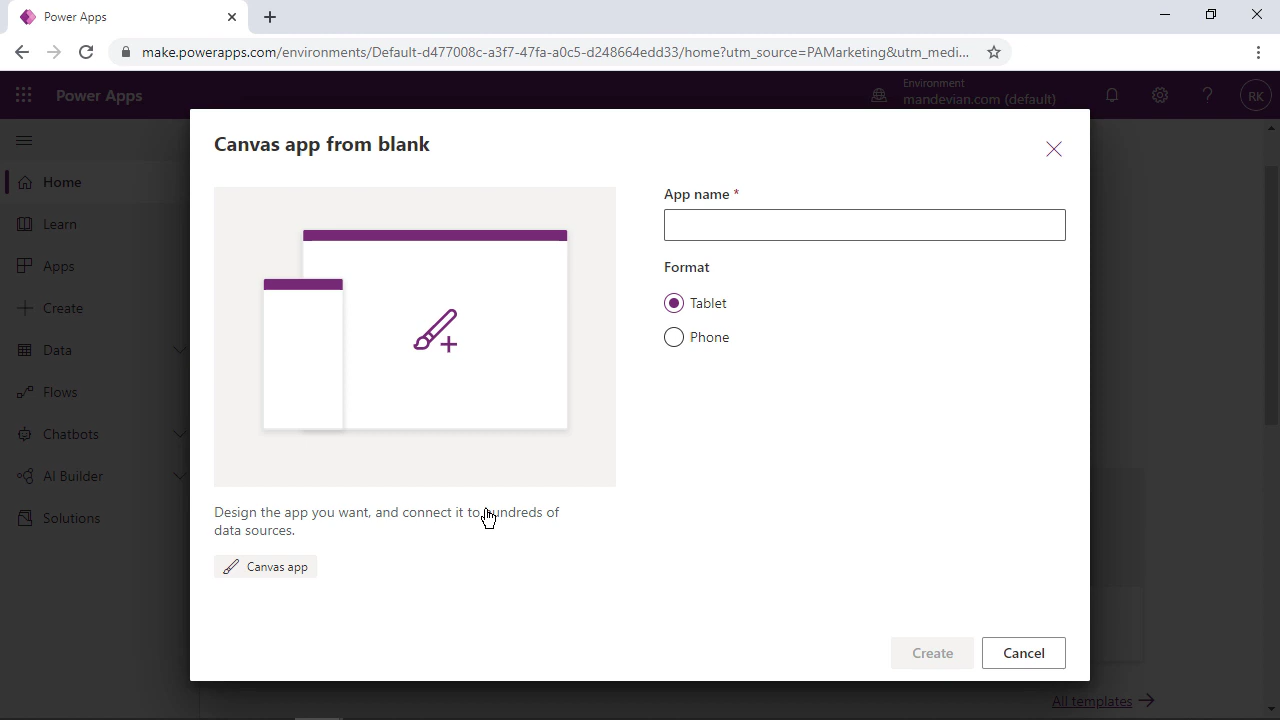 Power Apps
make.powerapps.com/environments/Default-d477008c-a3f7-47fa-a0c5-d248664edd33/home?utm_source=PAMarketing&utm_medi...
Power Apps
Environment
mandevian.com (default)
RK
Home
Learn
Apps
Create
Data
Flows
Chatbots
AI Builder
Solutions
Canvas app from blank
Design the app you want, and connect it to hundreds of
data sources.
Canvas app
App name *
Format
Tablet
Phone
Create
Cancel
All templates